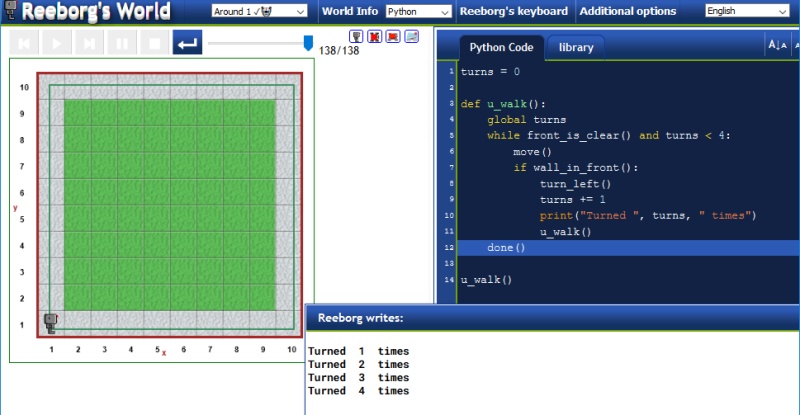 Reeborg's World
Around 1 ✓
World Info
Python
Reeborg's keyboard
Additional options
English
138/138
Python Code
library
A↓A
1 turns = 0
2
3 def u_walk():
4 global turns
5 while front_is_clear() and turns < 4:
6 move()
7 if wall_in_front():
8 turn_left()
9 turns += 1
10 print("Turned ", turns, " times")
11 u_walk()
12 done()
13
14 u_walk()
10
9
8
7
6
y
5
4
3
2
1
1 2 3 4 5 x 6 7 8 9 10
Reeborg writes:
Turned 1 times
Turned 2 times
Turned 3 times
Turned 4 times